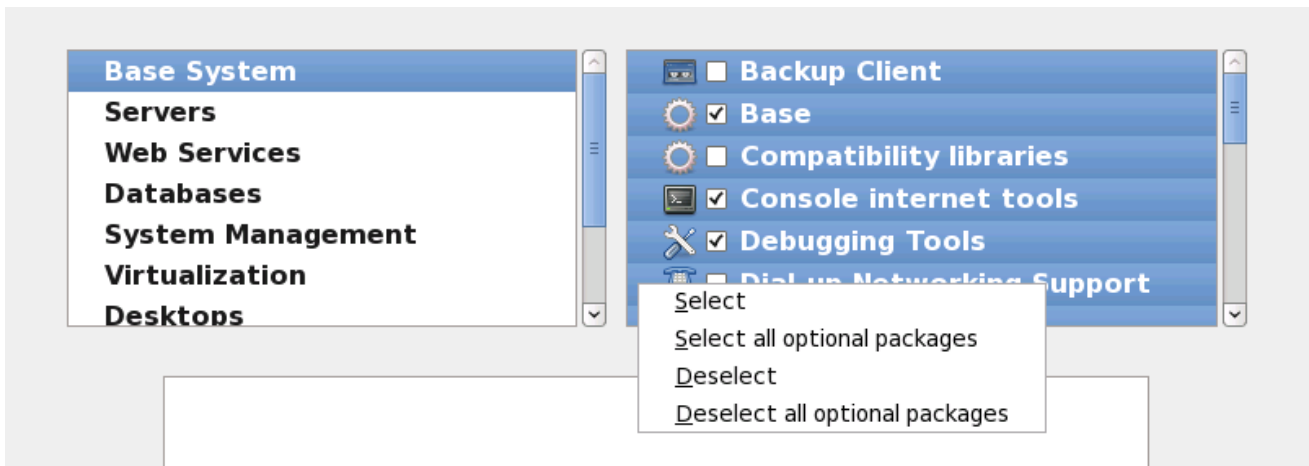 Base System
Servers
Web Services
Databases
System Management
Virtualization
Desktops
Backup Client
Base
Compatibility libraries
Console internet tools
Debugging Tools
Dial-up Networking Support
Select
Select all optional packages
Deselect
Deselect all optional packages